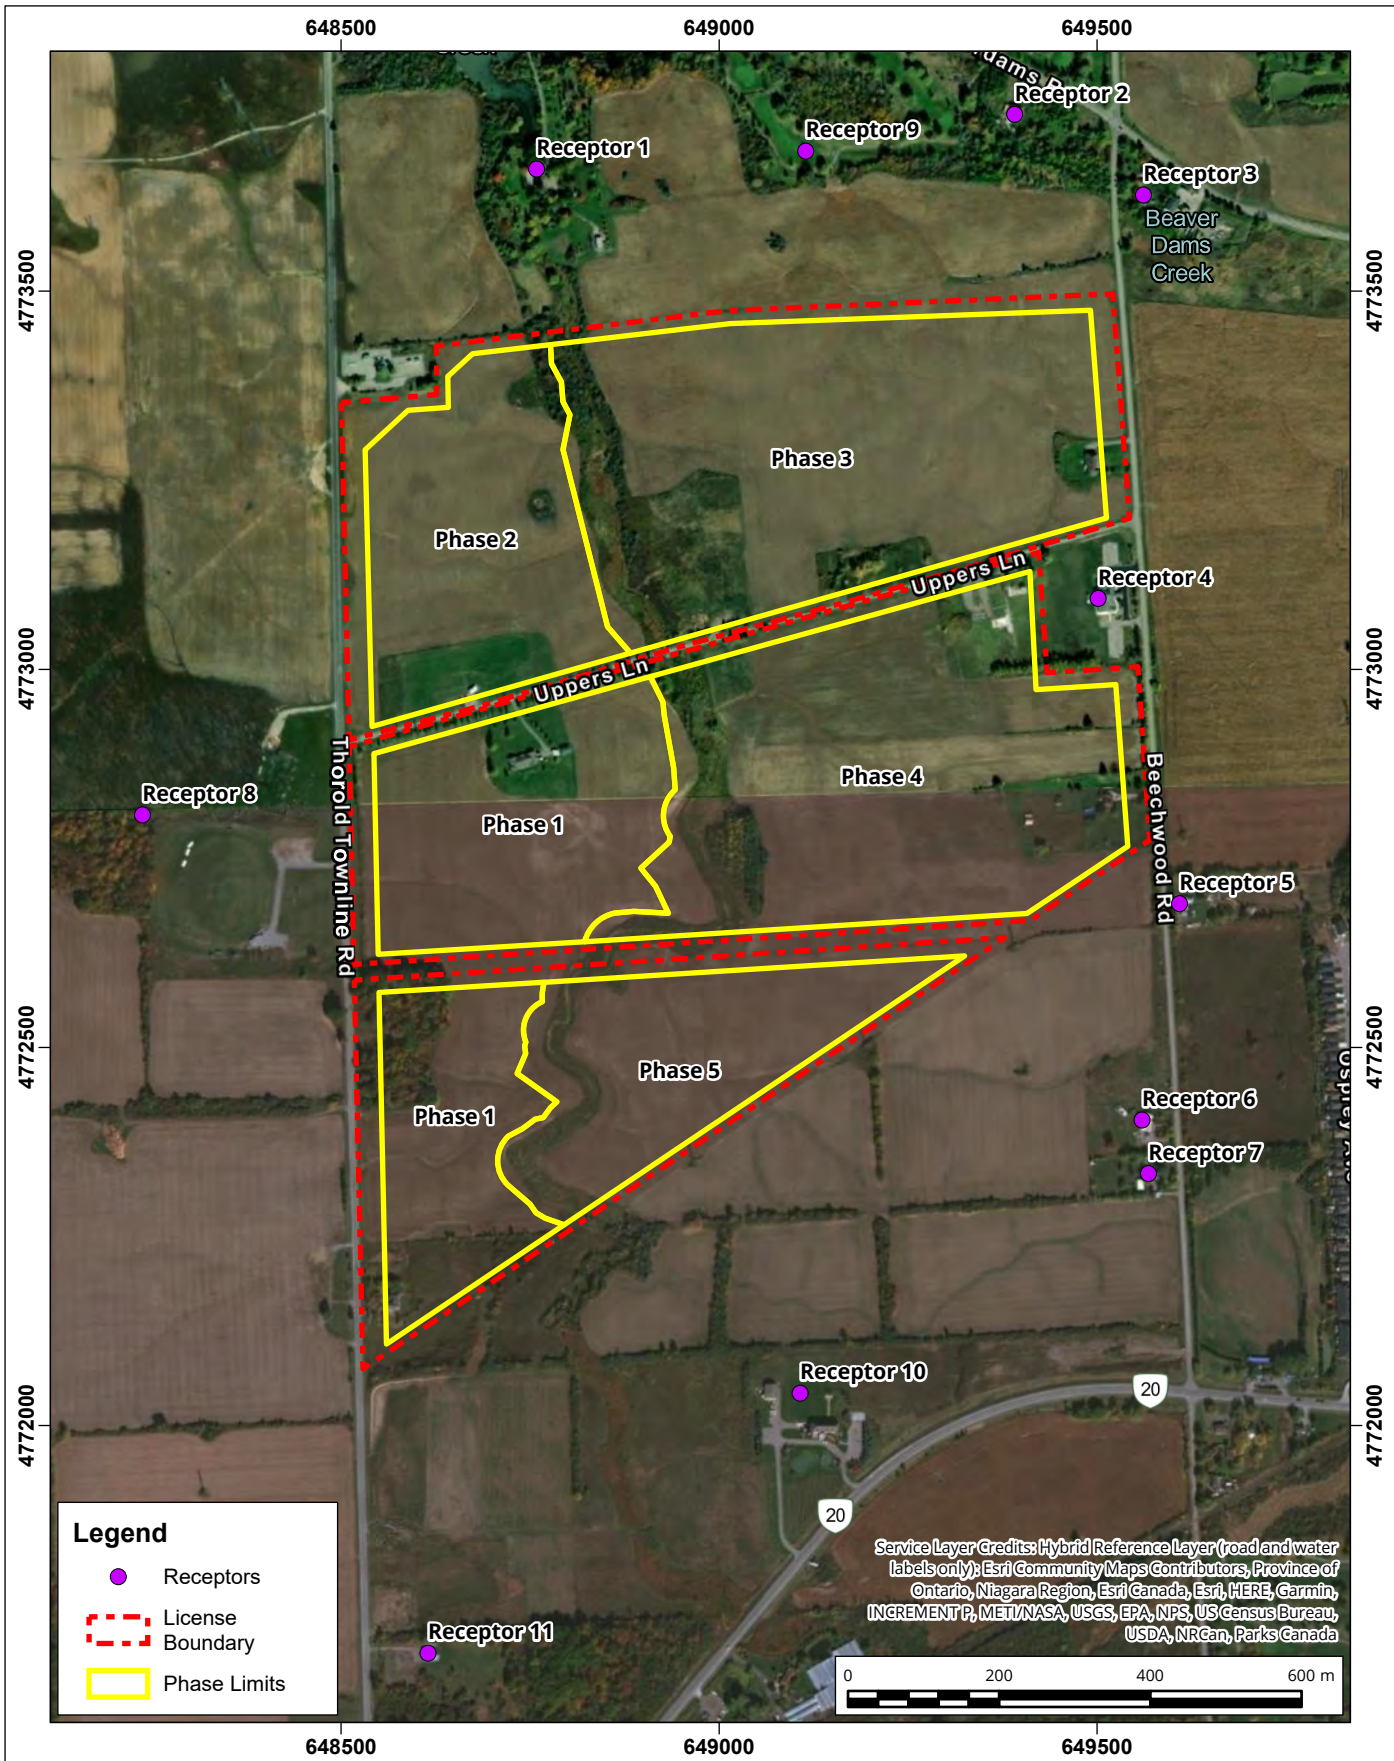 648500
649000
649500
Receptor 2
Receptor 9
Receptor 1
Receptor 3
Beaver
Dams
Creek
4773500
4773500
Phase 3
Phase 2
Uppers Ln
Receptor 4
4773000
4773000
Uppers Ln
Thorold Townline Rd
Beechwood Rd
Phase 4
Receptor 8
Phase 1
Receptor 5
4772500
4772500
Phase 5
Phase 1
Receptor 6
Receptor 7
Receptor 10
20
4772000
4772000
20
Legend
Receptors
License
Boundary
Phase Limits
Receptor 11
Service Layer Credits: Hybrid Reference Layer (road and water
labels only): Esri Community Maps Contributors, Province of
Ontario, Niagara Region, Esri Canada, Esri, HERE, Garmin,
INCREMENT P, METI/NASA, USGS, EPA, NPS, US Census Bureau,
USDA, NRCan, Parks Canada
0 200 400 600 m
648500
649000
649500